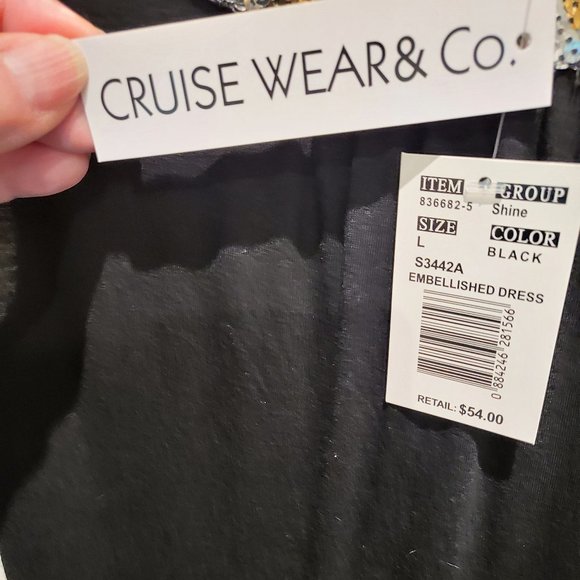 CRUISE WEAR & Co.
ITEM GROUP
836682-5 Shine
SIZE COLOR
L BLACK
S3442A
EMBELLISHED DRESS
0 884246 281566
RETAIL: $54.00